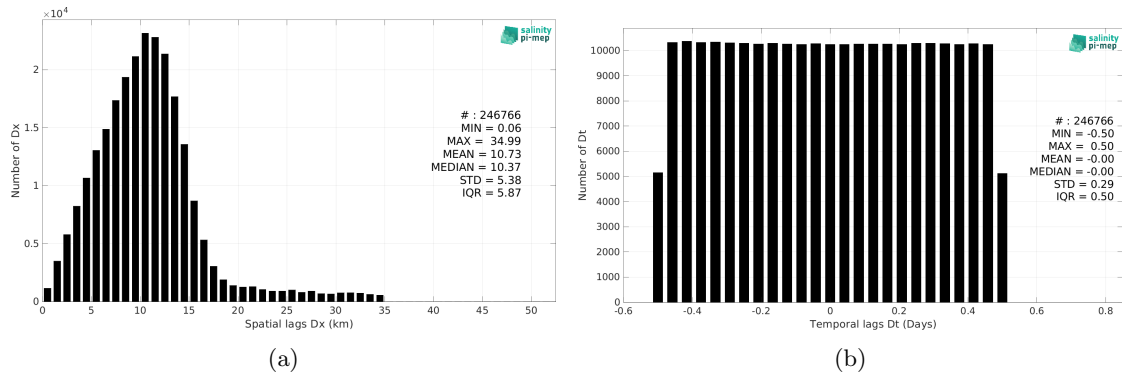 ×10⁴
salinity
pi-mep
2
1.5
1
0.5
0
Number of Dx
# : 246766
MIN = 0.06
MAX = 34.99
MEAN = 10.73
MEDIAN = 10.37
STD = 5.38
IQR = 5.87
0 5 10 15 20 25 30 35 40 45 50
Spatial lags Dx (km)
(a)
salinity
pi-mep
10000
9000
8000
7000
6000
5000
4000
3000
2000
1000
0
Number of Dt
# : 246766
MIN = -0.50
MAX = 0.50
MEAN = -0.00
MEDIAN = -0.00
STD = 0.29
IQR = 0.50
-0.6 -0.4 -0.2 0 0.2 0.4 0.6 0.8
Temporal lags Dt (Days)
(b)